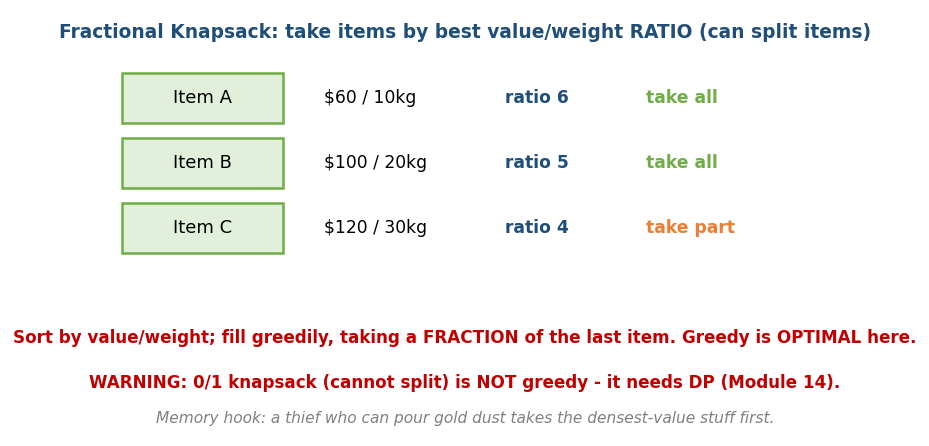 Fractional Knapsack: take items by best value/weight RATIO (can split items)
Item A $60 / 10kg ratio 6 take all
Item B $100 / 20kg ratio 5 take all
Item C $120 / 30kg ratio 4 take part
Sort by value/weight; fill greedily, taking a FRACTION of the last item. Greedy is OPTIMAL here.
WARNING: 0/1 knapsack (cannot split) is NOT greedy - it needs DP (Module 14).
Memory hook: a thief who can pour gold dust takes the densest-value stuff first.